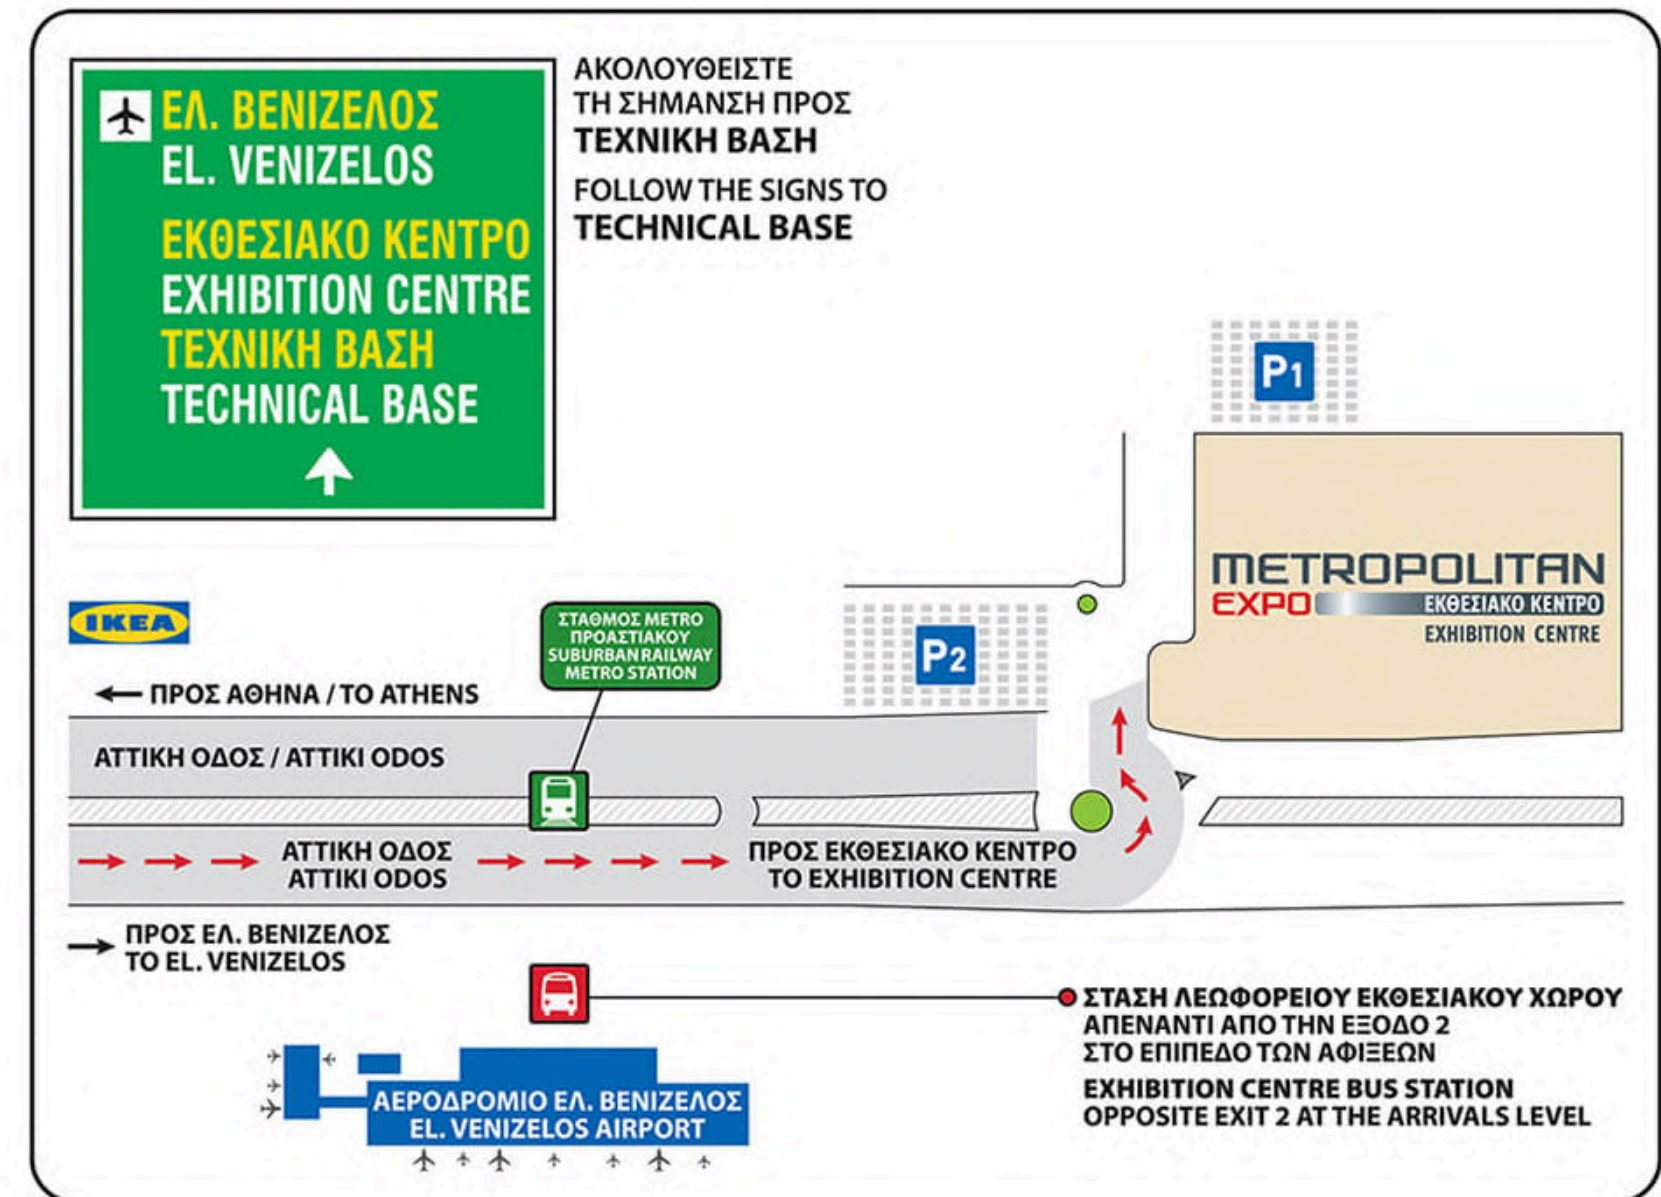 ΕΛ. ΒΕΝΙΖΕΛΟΣ
EL. VENIZELOS
ΕΚΘΕΣΙΑΚΟ ΚΕΝΤΡΟ
EXHIBITION CENTRE
ΤΕΧΝΙΚΗ ΒΑΣΗ
TECHNICAL BASE
ΑΚΟΛΟΥΘΕΙΣΤΕ
ΤΗ ΣΗΜΑΝΣΗ ΠΡΟΣ
ΤΕΧΝΙΚΗ ΒΑΣΗ
FOLLOW THE SIGNS TO
TECHNICAL BASE
P1
METROPOLITAN
EXPO ΕΚΘΕΣΙΑΚΟ ΚΕΝΤΡΟ
EXHIBITION CENTRE
IKEA
ΣΤΑΘΜΟΣ ΜΕΤΡΟ
ΠΡΟΑΣΤΙΑΚΟΥ
SUBURBAN RAILWAY
METRO STATION
P2
ΠΡΟΣ ΑΘΗΝΑ / TO ATHENS
ΑΤΤΙΚΗ ΟΔΟΣ / ATTIKI ODOS
ΑΤΤΙΚΗ ΟΔΟΣ
ATTIKI ODOS
ΠΡΟΣ ΕΚΘΕΣΙΑΚΟ ΚΕΝΤΡΟ
TO EXHIBITION CENTRE
ΠΡΟΣ ΕΛ. ΒΕΝΙΖΕΛΟΣ
TO EL. VENIZELOS
ΣΤΑΣΗ ΛΕΩΦΟΡΕΙΟΥ ΕΚΘΕΣΙΑΚΟΥ ΧΩΡΟΥ
ΑΠΕΝΑΝΤΙ ΑΠΟ ΤΗΝ ΕΞΟΔΟ 2
ΣΤΟ ΕΠΙΠΕΔΟ ΤΩΝ ΑΦΙΞΕΩΝ
EXHIBITION CENTRE BUS STATION
OPPOSITE EXIT 2 AT THE ARRIVALS LEVEL
ΑΕΡΟΔΡΟΜΙΟ ΕΛ. ΒΕΝΙΖΕΛΟΣ
EL. VENIZELOS AIRPORT